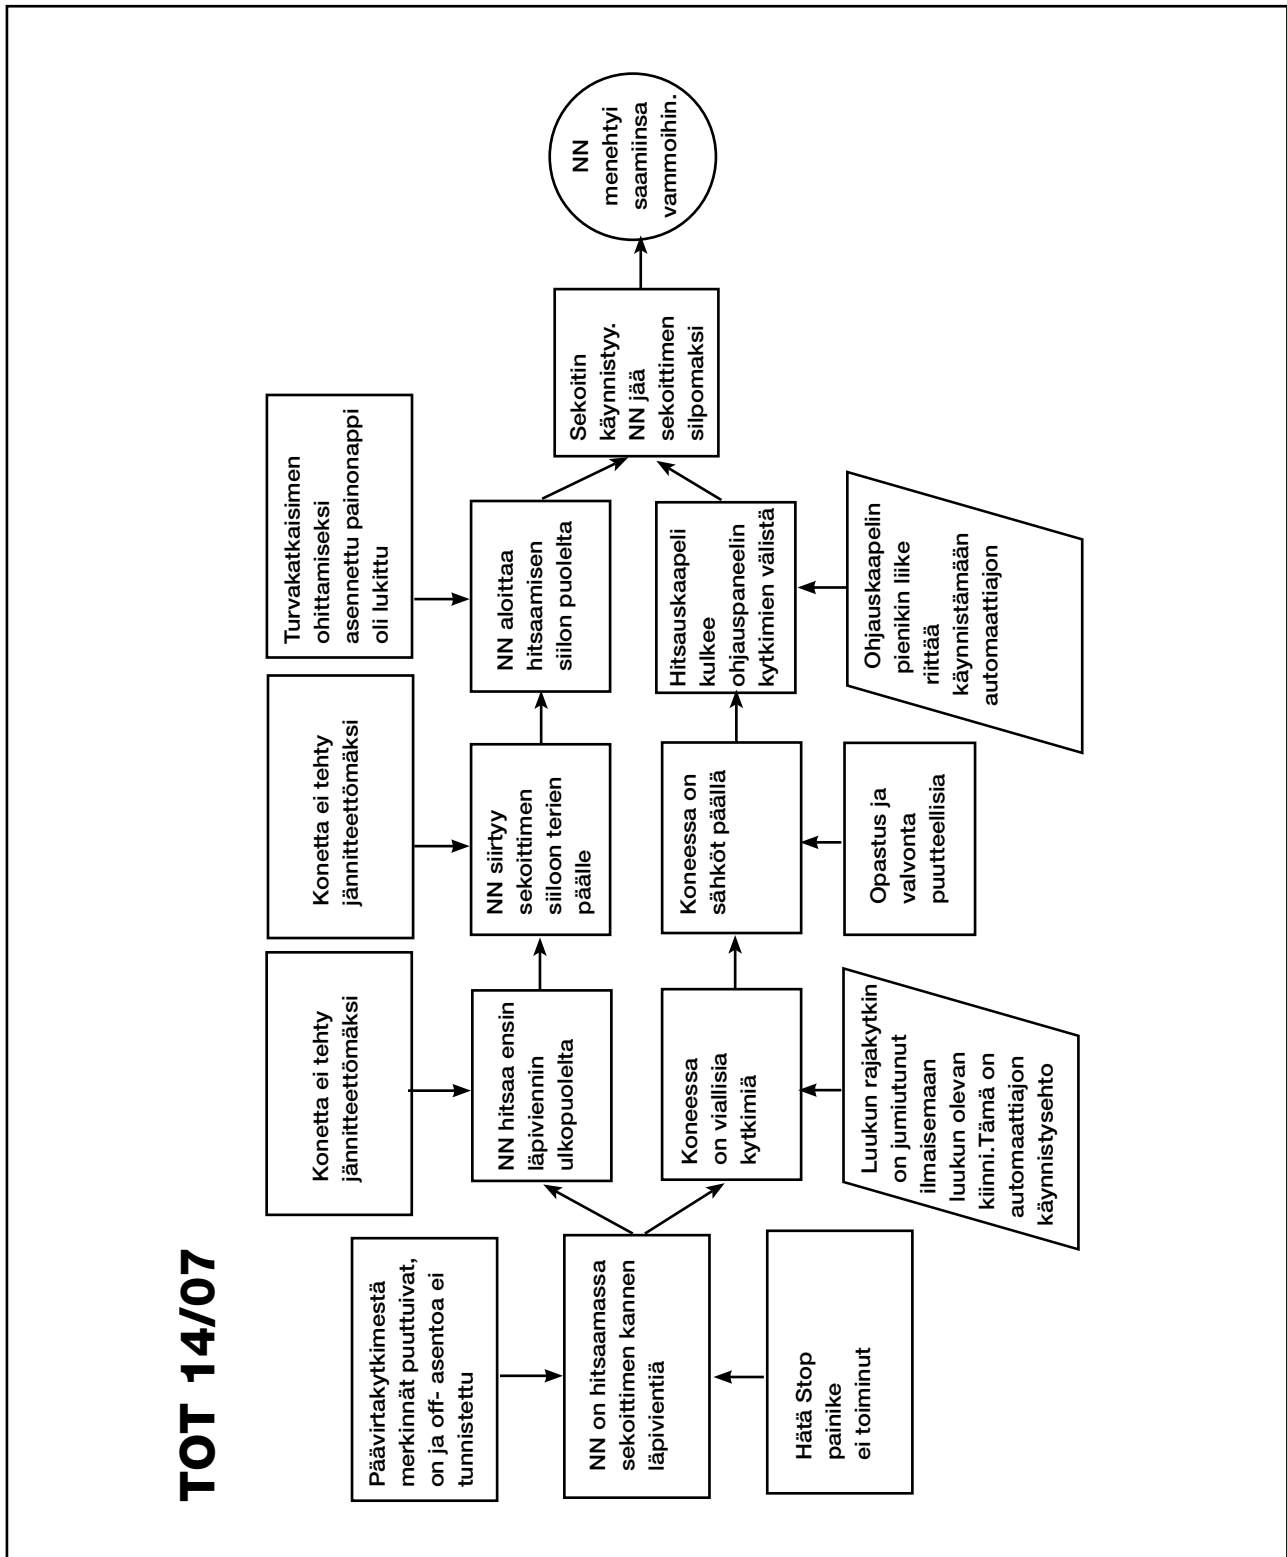 TOT 14/07
Päävirtakytkimestä
merkinnät puuttuivat,
on ja off- asentoa ei
tunnistettu
Konetta ei tehty
jännitteettömäksi
Konetta ei tehty
jännitteettömäksi
Turvakatkaisimen
ohittamiseksi
asennettu painonappi
oli lukittu
NN on hitsaamassa
sekoittimen kannen
läpivientiä
NN hitsaa ensin
läpiviennin
ulkopuolelta
NN siirtyy
sekoittimen
siiloon terien
päälle
NN aloittaa
hitsaamisen
siilon puolelta
Koneessa
on viallisia
kytkimiä
Koneessa on
sähköt päällä
Hitsauskaapeli
kulkee
ohjauspaneelin
kytkimien välistä
Sekoitin
käynnistyy.
NN jää
sekoittimen
silpomaksi
NN
menehtyi
saamiinsa
vammoihin.
Hätä Stop
painike
ei toiminut
Luukun rajakytkin
on jumiutunut
ilmaisemaan
luukun olevan
kiinni.Tämä on
automaattiajon
käynnistysehto
Opastus ja
valvonta
puutteellisia
Ohjauskaapelin
pienikin liike
riittää
käynnistämään
automaattiajon